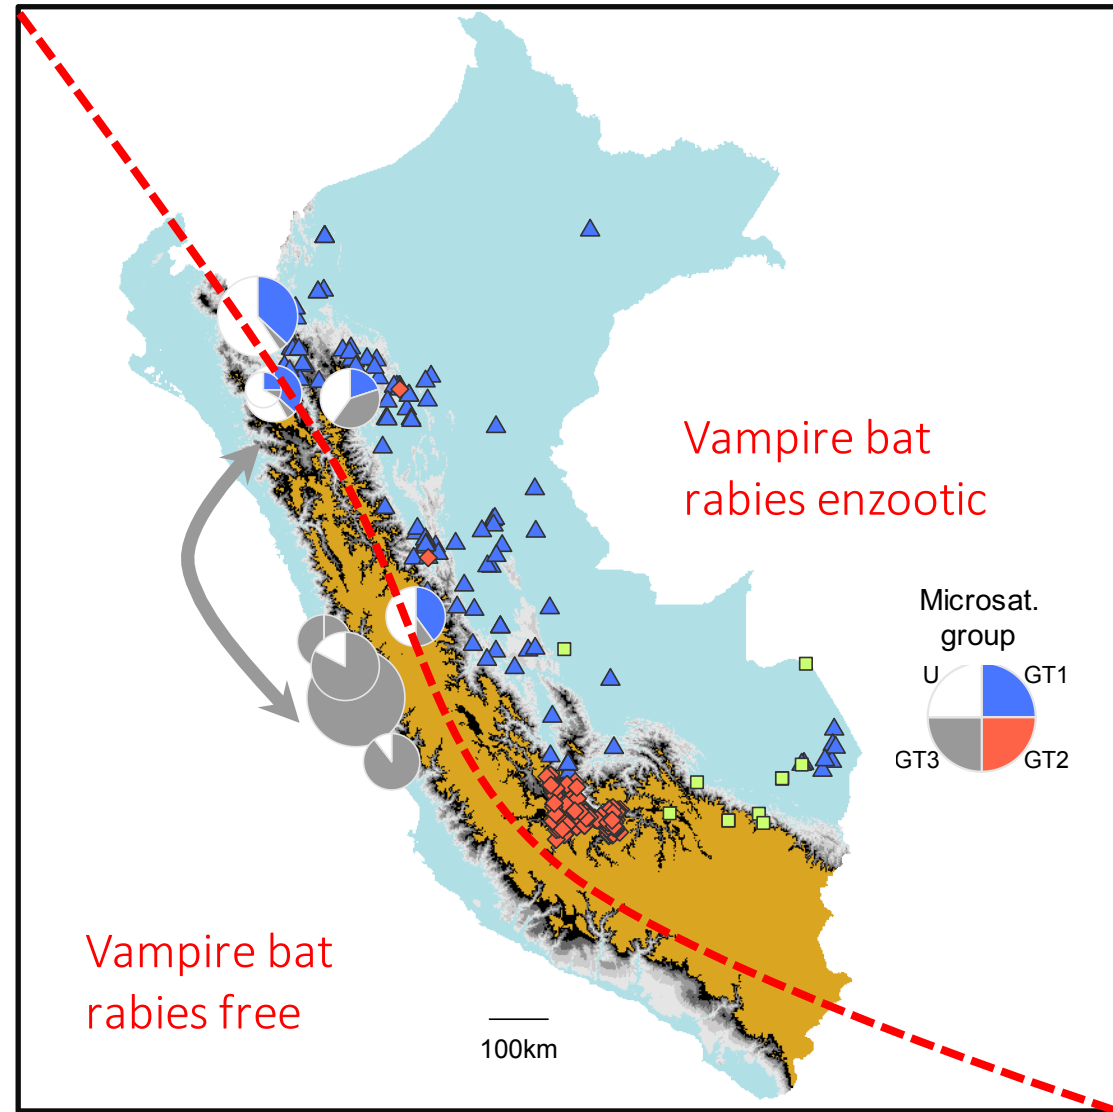 Vampire bat
rabies enzootic
Microsat.
group
U
GT1
GT3
GT2
Vampire bat
rabies free
100km